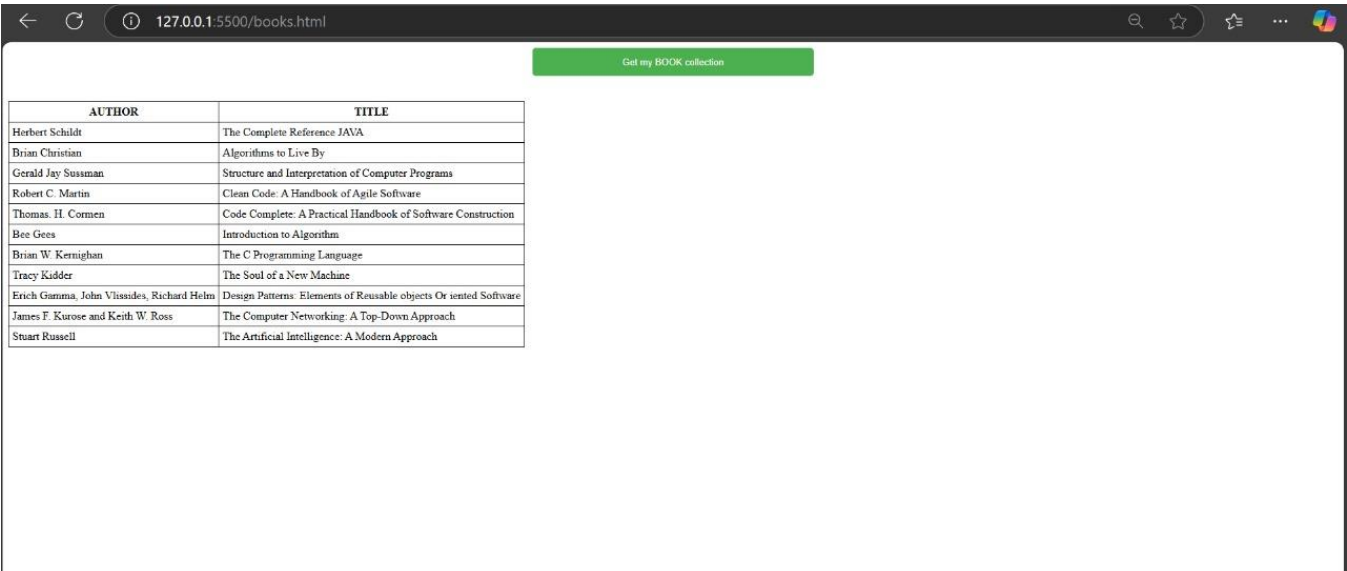 127.0.0.1:5500/books.html
Get my BOOK collection
AUTHOR TITLE
Herbert Schildt The Complete Reference JAVA
Brian Christian Algorithms to Live By
Gerald Jay Sussman Structure and Interpretation of Computer Programs
Robert C. Martin Clean Code: A Handbook of Agile Software
Thomas. H. Cormen Code Complete: A Practical Handbook of Software Construction
Bee Gees Introduction to Algorithm
Brian W. Kernighan The C Programming Language
Tracy Kidder The Soul of a New Machine
Erich Gamma, John Vlissides, Richard Helm Design Patterns: Elements of Reusable objects Or iented Software
James F. Kurose and Keith W. Ross The Computer Networking: A Top-Down Approach
Stuart Russell The Artificial Intelligence: A Modern Approach